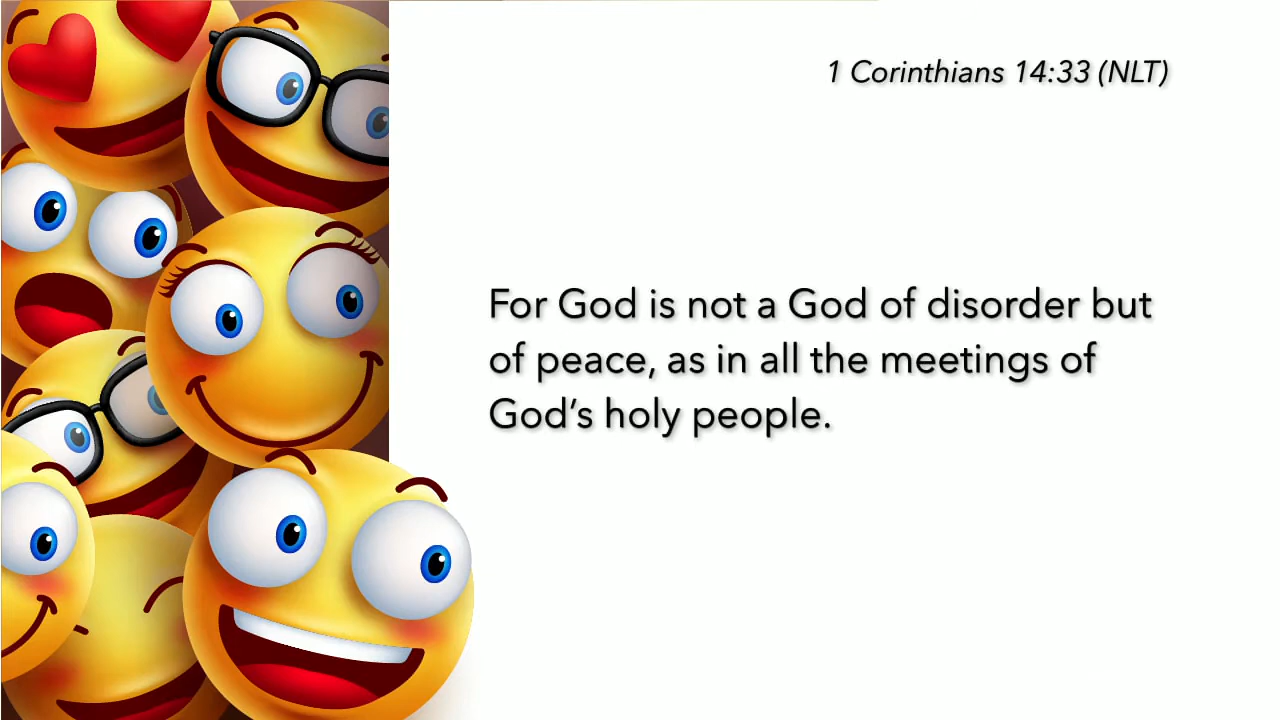 1 Corinthians 14:33 (NLT)
For God is not a God of disorder but
of peace, as in all the meetings of
God’s holy people.